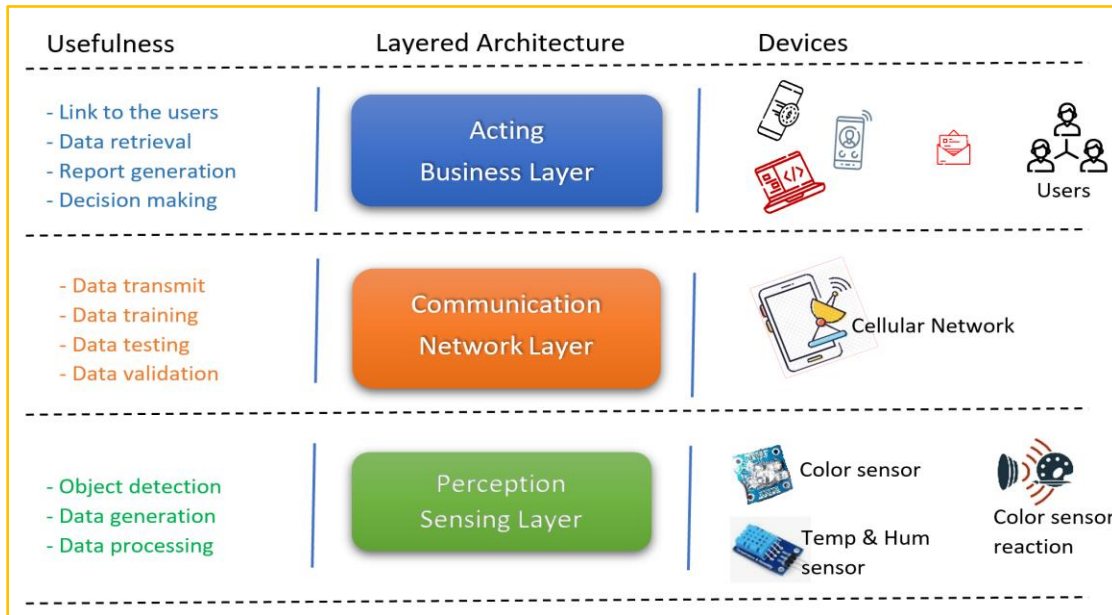 Usefulness
Layered Architecture
Devices
- Link to the users
- Data retrieval
- Report generation
- Decision making
Acting
Business Layer
Users
- Data transmit
- Data training
- Data testing
- Data validation
Communication
Network Layer
Cellular Network
- Object detection
- Data generation
- Data processing
Perception
Sensing Layer
Color sensor
Temp & Hum
sensor
Color sensor
reaction